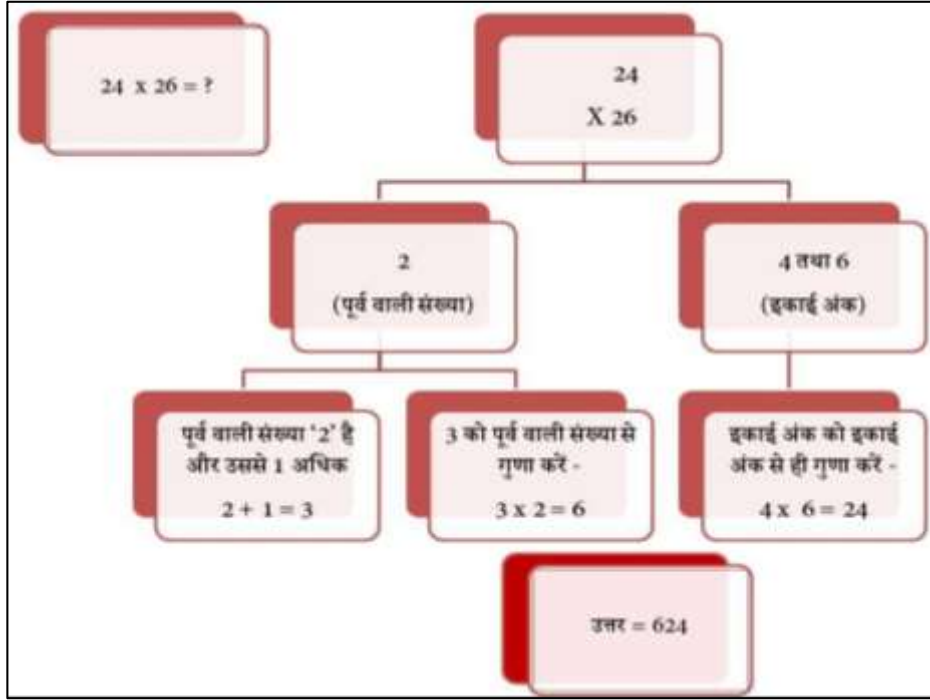 24 x 26 = ?
24
X 26
2
(पूर्व वाली संख्या)
4 तथा 6
(इकाई अंक)
पूर्व वाली संख्या ‘2’ है
और उससे 1 अधिक
2 + 1 = 3
3 को पूर्व वाली संख्या से
गुणा करें -
3 x 2 = 6
इकाई अंक को इकाई
अंक से ही गुणा करें -
4 x 6 = 24
उत्तर = 624